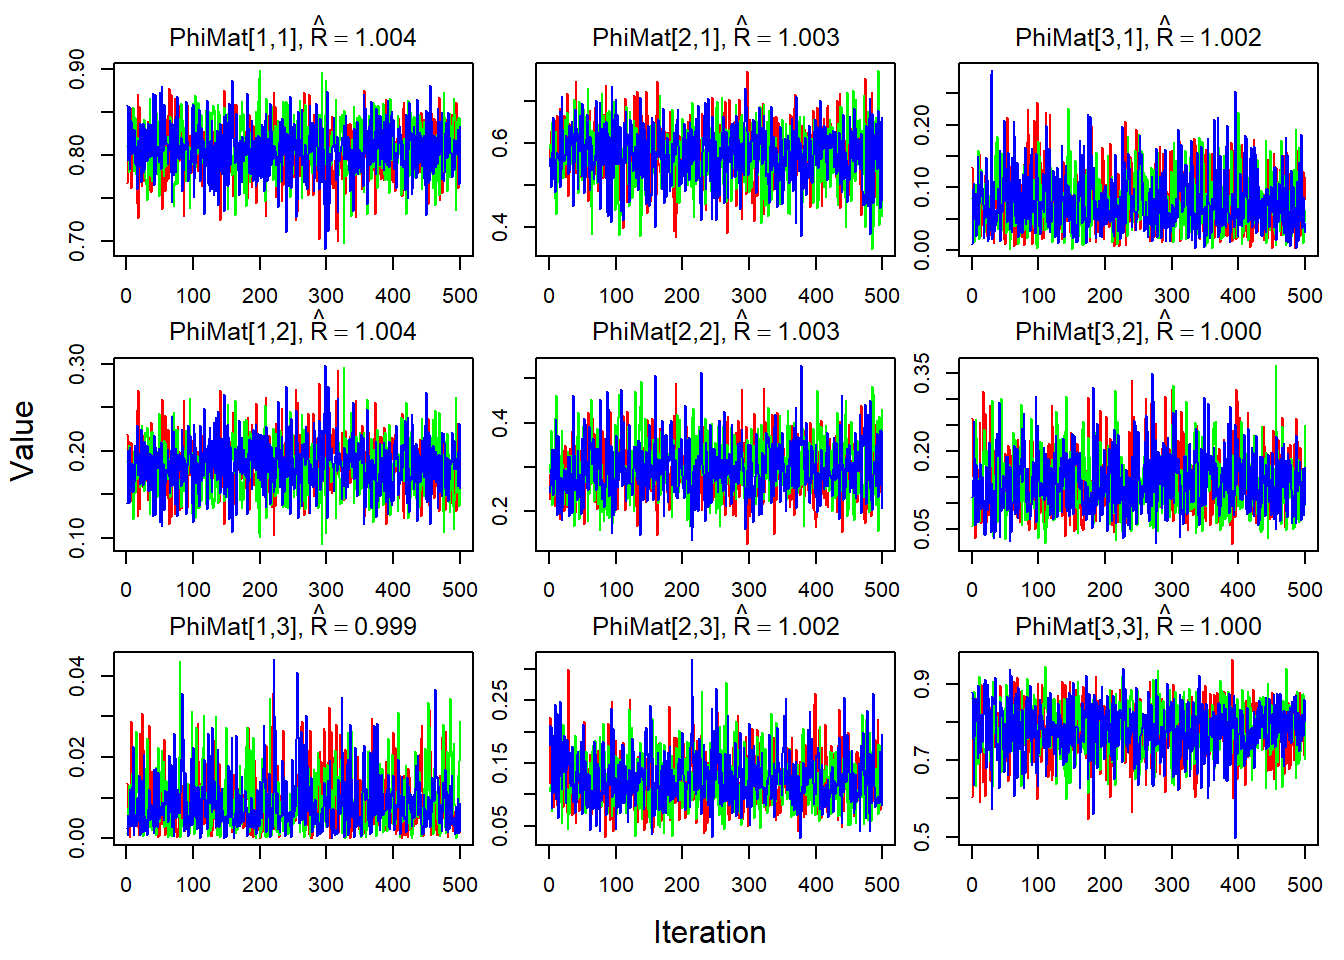 PhiMat[1,1], R̂ = 1.004
0.70 0.80 0.90
0 100 200 300 400 500
PhiMat[2,1], R̂ = 1.003
0.4 0.6
0 100 200 300 400 500
PhiMat[3,1], R̂ = 1.002
0.00 0.10 0.20
0 100 200 300 400 500
Value
PhiMat[1,2], R̂ = 1.004
0.10 0.20 0.30
0 100 200 300 400 500
PhiMat[2,2], R̂ = 1.003
0.2 0.4
0 100 200 300 400 500
PhiMat[3,2], R̂ = 1.000
0.05 0.20 0.35
0 100 200 300 400 500
PhiMat[1,3], R̂ = 0.999
0.00 0.02 0.04
0 100 200 300 400 500
PhiMat[2,3], R̂ = 1.002
0.05 0.15 0.25
0 100 200 300 400 500
PhiMat[3,3], R̂ = 1.000
0.5 0.7 0.9
0 100 200 300 400 500
Iteration